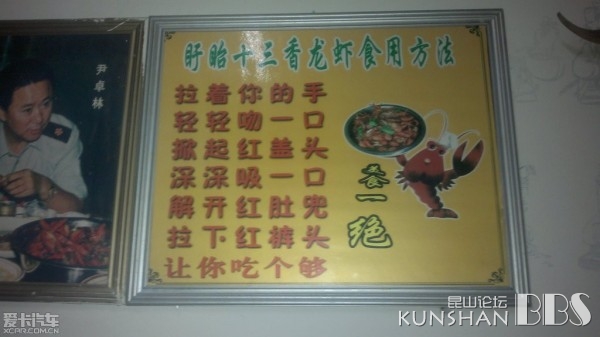 盱眙十三香龙虾食用方法
拉着你的手
轻轻吻一口
掀起红盖头
深深吸一口
解开红肚兜
拉下红裤头
让你吃个够
美食一绝
尹卓林
爱卡汽车
XCAR.COM.CN
昆山论坛
KUNSHAN BBS